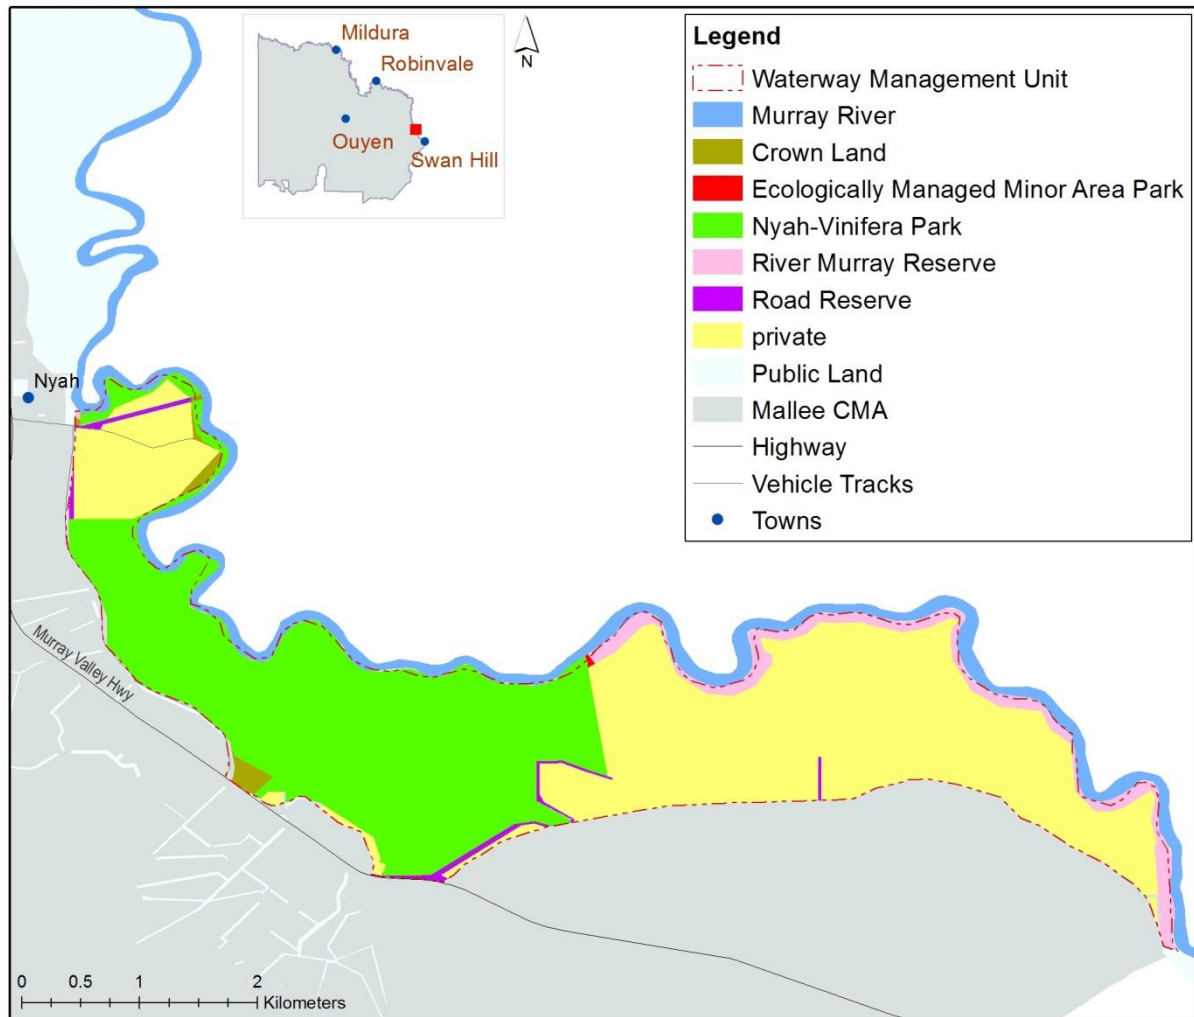 Mildura
Robinvale
Ouyen
Swan Hill
N
Legend
Waterway Management Unit
Murray River
Crown Land
Ecologically Managed Minor Area Park
Nyah-Vinifera Park
River Murray Reserve
Road Reserve
private
Public Land
Mallee CMA
Highway
Vehicle Tracks
Towns
Nyah
Murray Valley Hwy
0 0.5 1 2
Kilometers